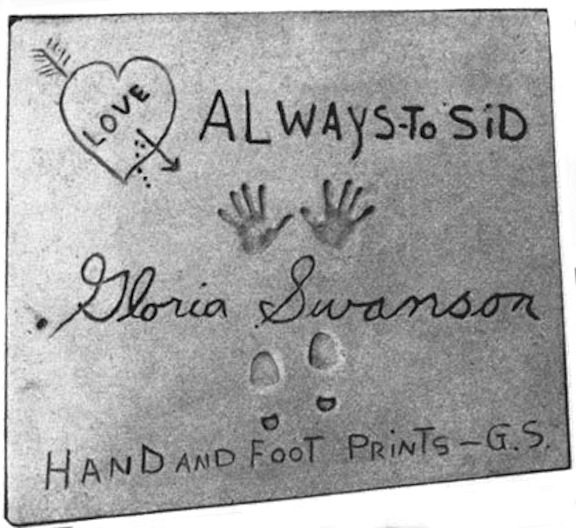 LOVE
ALWAYS-To SiD
Gloria Swanson
HAND AND FOOT PRiNTS - G.S.